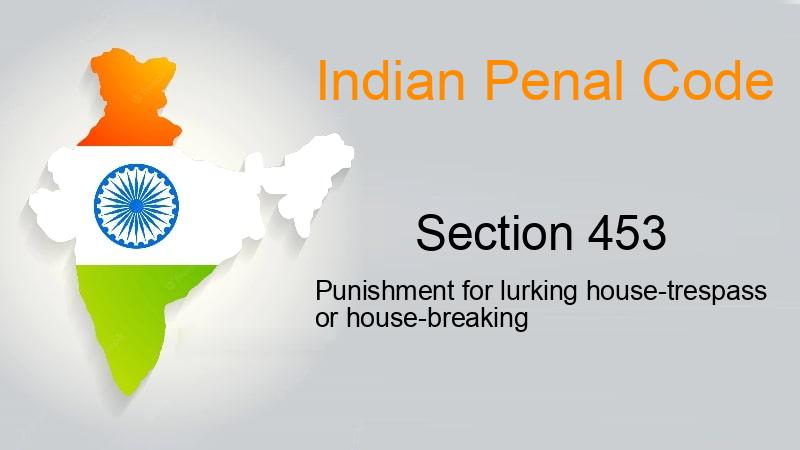 Indian Penal Code
Section 453
Punishment for lurking house-trespass
or house-breaking